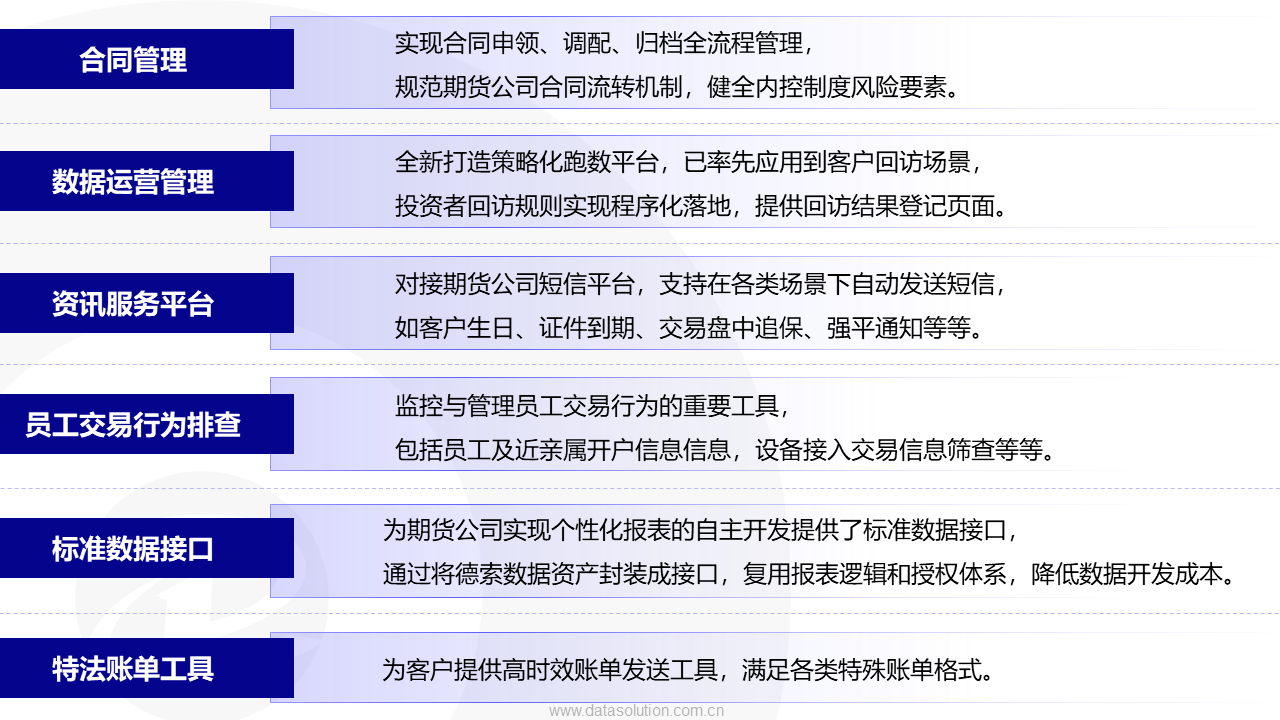 合同管理
实现合同申领、调配、归档全流程管理，
规范期货公司合同流转机制，健全内控制度风险要素。
数据运营管理
全新打造策略化跑数平台，已率先应用到客户回访场景，
投资者回访规则实现程序化落地，提供回访结果登记页面。
资讯服务平台
对接期货公司短信平台，支持在各类场景下自动发送短信，
如客户生日、证件到期、交易盘中追保、强平通知等等。
员工交易行为排查
监控与管理员工交易行为的重要工具，
包括员工及近亲属开户信息信息，设备接入交易信息筛查等等。
标准数据接口
为期货公司实现个性化报表的自主开发提供了标准数据接口，
通过将德索数据资产封装成接口，复用报表逻辑和授权体系，降低数据开发成本。
特法账单工具
为客户提供高时效账单发送工具，满足各类特殊账单格式。
www.datasolution.com.cn